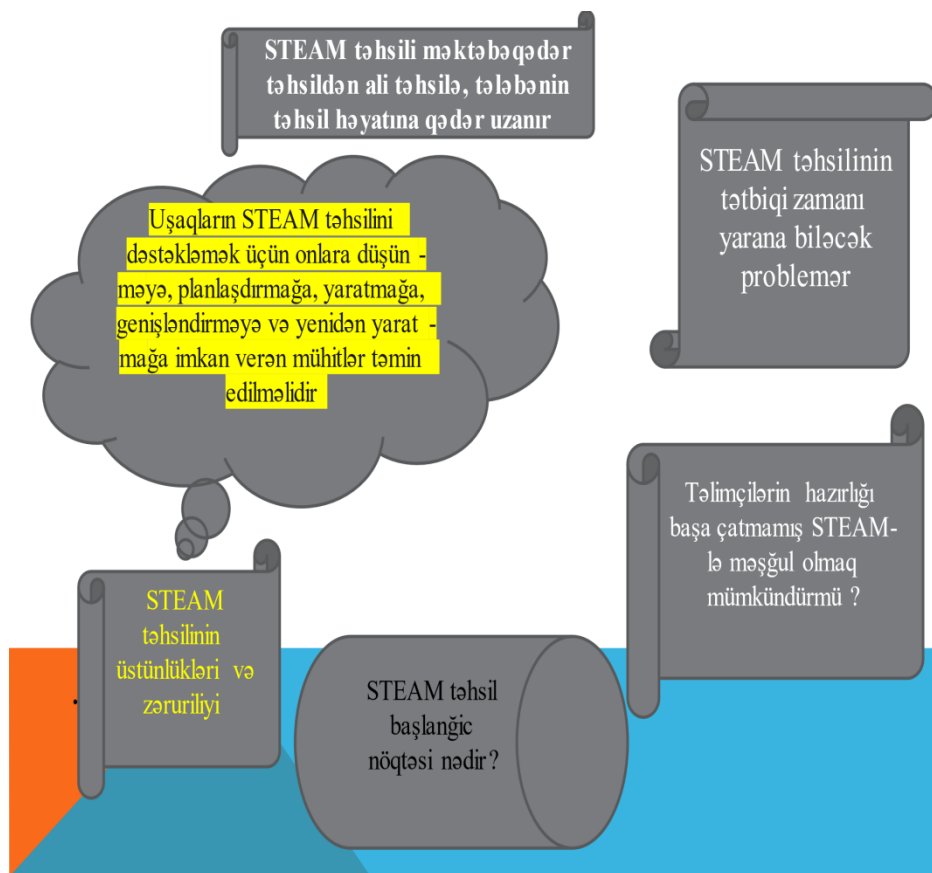 STEAM təhsili məktəbəqədər
təhsildən ali təhsilə, tələbənin
təhsil həyatına qədər uzanır
Uşaqların STEAM təhsilini
dəstəkləmək üçün onlara düşün -
məyə, planlaşdırmağa, yaratmağa,
genişləndirməyə və yenidən yarat -
mağa imkan verən mühitlər təmin
edilməlidir
STEAM təhsilinin
tətbiqi zamanı
yarana biləcək
problemər
Təlimçilərin hazırlığı
başa çatmamış STEAM-
lə məşğul olmaq
mümkündürmü ?
STEAM
təhsilinin
üstünlükləri və
zəruriliyi
STEAM təhsil
başlanğic
nöqtəsi nədir?